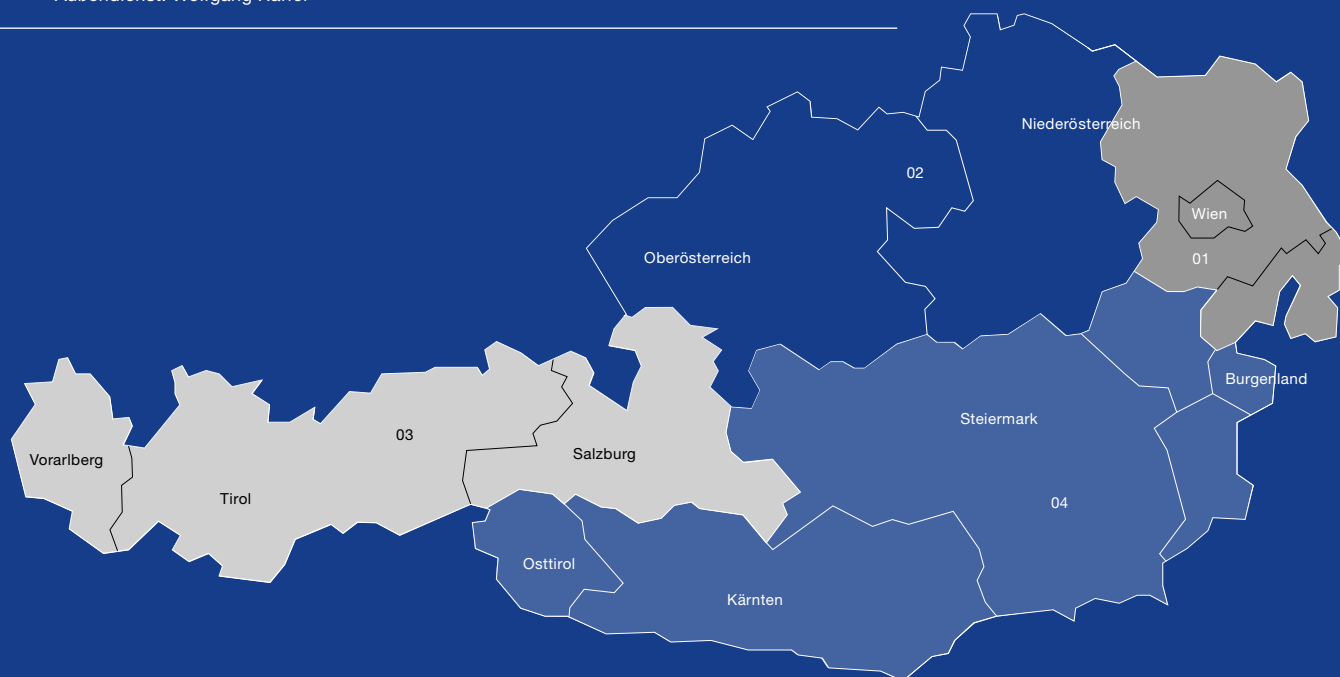 Niederösterreich
02
Wien
Oberösterreich
01
Burgenland
Steiermark
03
Salzburg
Vorarlberg
Tirol
04
Osttirol
Kärnten